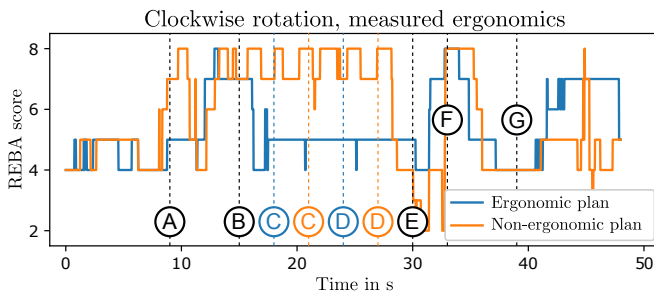 Clockwise rotation, measured ergonomics
REBA score
8
6
4
2
A
B
C
C
D
D
E
F
G
Ergonomic plan
Non-ergonomic plan
0
10
20
30
40
50
Time in s